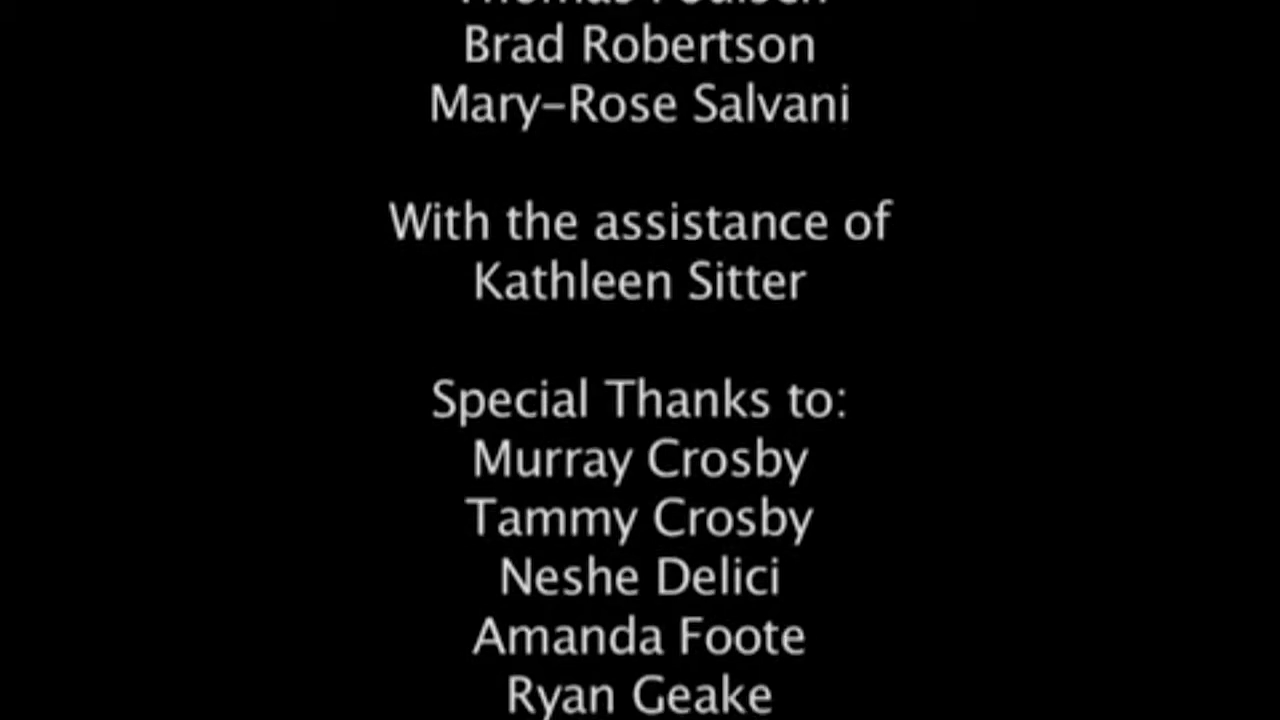 Brad Robertson
Mary-Rose Salvani
With the assistance of
Kathleen Sitter
Special Thanks to:
Murray Crosby
Tammy Crosby
Neshe Delici
Amanda Foote
Ryan Geake